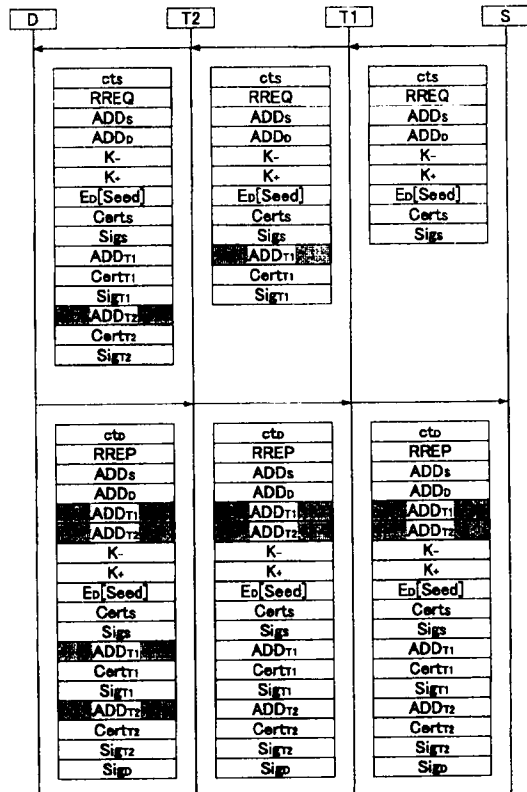 D T2 T1 S
cts
RREQ
ADDs
ADDD
K-
K+
ED[Seed]
Certs
Sigs
ADDT1
CertT1
SigT1
ADDT2
CertT2
SigT2
cts
RREQ
ADDs
ADDD
K-
K+
ED[Seed]
Certs
Sigs
ADDT1
CertT1
SigT1
cts
RREQ
ADDs
ADDD
K-
K+
ED[Seed]
Certs
Sigs
ctD
RREP
ADDs
ADDD
ADDT1
ADDT2
K-
K+
ED[Seed]
Certs
Sigs
ADDT1
CertT1
SigT1
ADDT2
CertT2
SigT2
SigD
ctD
RREP
ADDs
ADDD
ADDT1
ADDT2
K-
K+
ED[Seed]
Certs
Sigs
ADDT1
CertT1
SigT1
ADDT2
CertT2
SigT2
SigD
ctD
RREP
ADDs
ADDD
ADDT1
ADDT2
K-
K+
ED[Seed]
Certs
Sigs
ADDT1
CertT1
SigT1
ADDT2
CertT2
SigT2
SigD